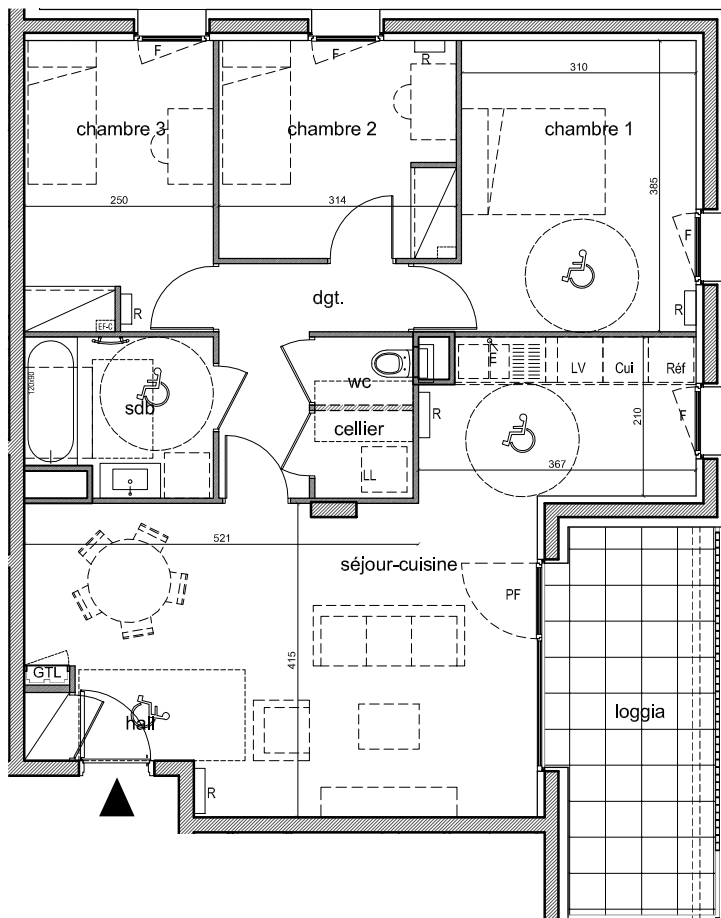 F
F
R
310
chambre 3
chambre 2
chambre 1
385
250
314
F
dgt.
R
R
EF-C
120x90
sdb
wc
E
LV
Cui
Réf
F
R
210
cellier
LL
367
521
séjour-cuisine
PF
415
GTL
hall
loggia
R